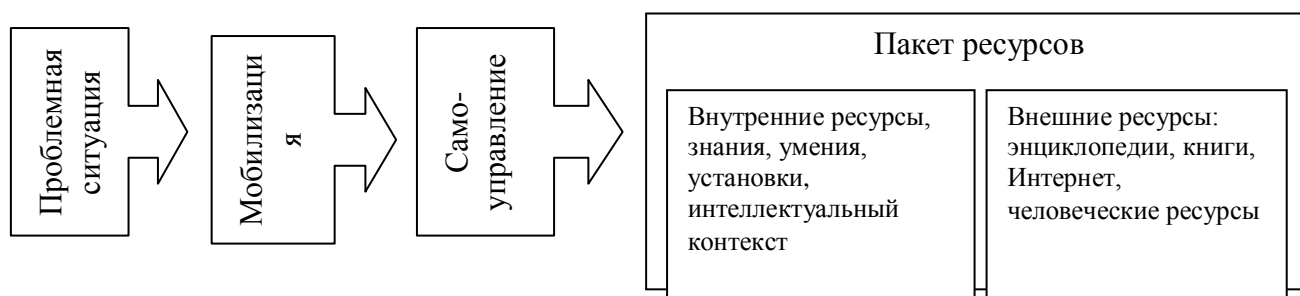 Проблемная
ситуация
Мобилизаци
я
Само-
управление
Пакет ресурсов
Внутренние ресурсы,
знания, умения,
установки,
интеллектуальный
контекст
Внешние ресурсы:
энциклопедии, книги,
Интернет,
человеческие ресурсы